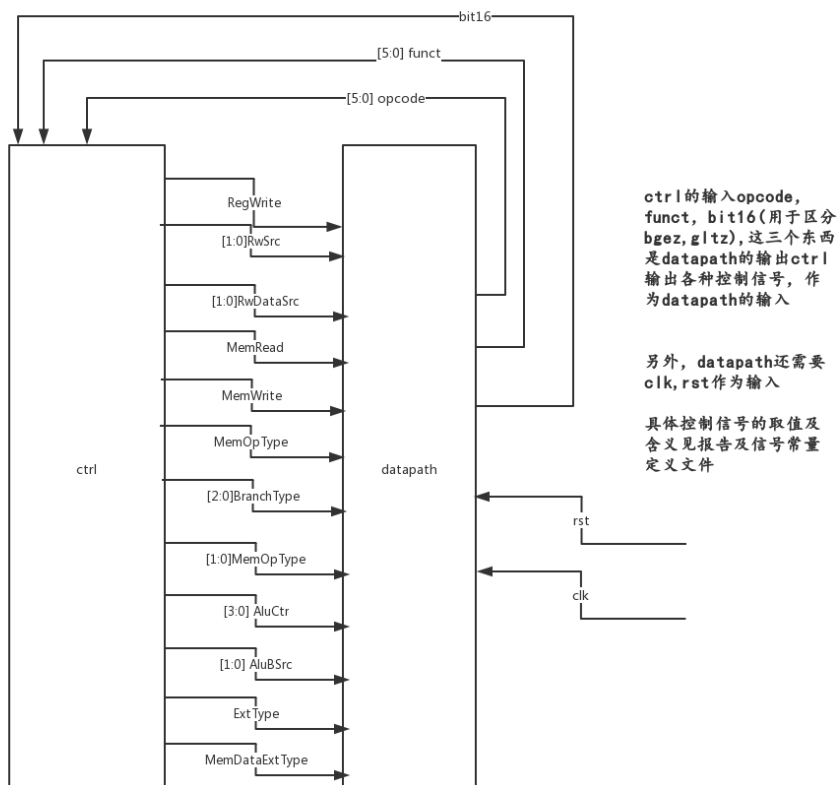 bit16
[5:0] funct
[5:0] opcode
RegWrite
[1:0]RwSrc
[1:0]RwDataSrc
MemRead
MemWrite
MemOpType
[2:0]BranchType
[1:0]MemOpType
[3:0] AluCtr
[1:0] AluBSrc
ExtType
MemDataExtType
ctrl
datapath
rst
clk
ctrl的输入opcode,
funct, bit16(用于区分
bgez,gltz),这三个东西
是datapath的输出ctrl
输出各种控制信号, 作
为datapath的输入
另外, datapath还需要
clk,rst作为输入
具体控制信号的取值及
含义见报告及信号常量
定义文件